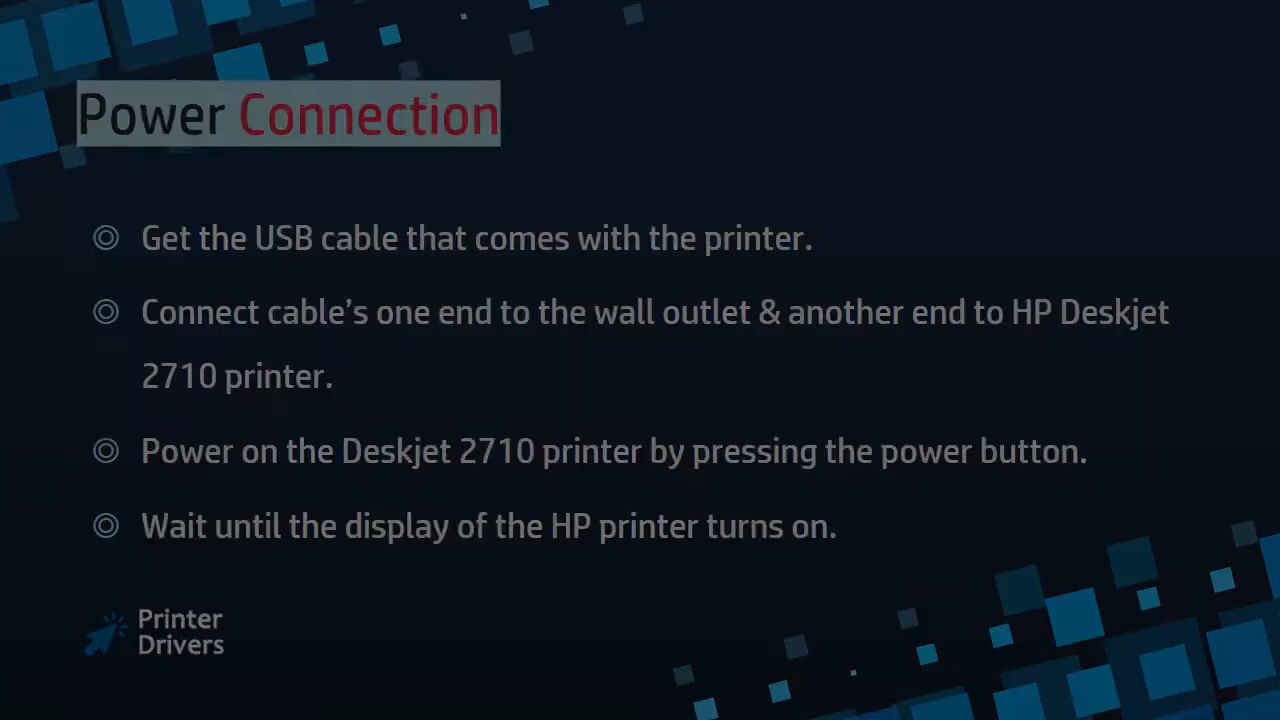 Power Connection
Get the USB cable that comes with the printer.
Connect cable’s one end to the wall outlet & another end to HP Deskjet
2710 printer.
Power on the Deskjet 2710 printer by pressing the power button.
Wait until the display of the HP printer turns on.
Printer
Drivers